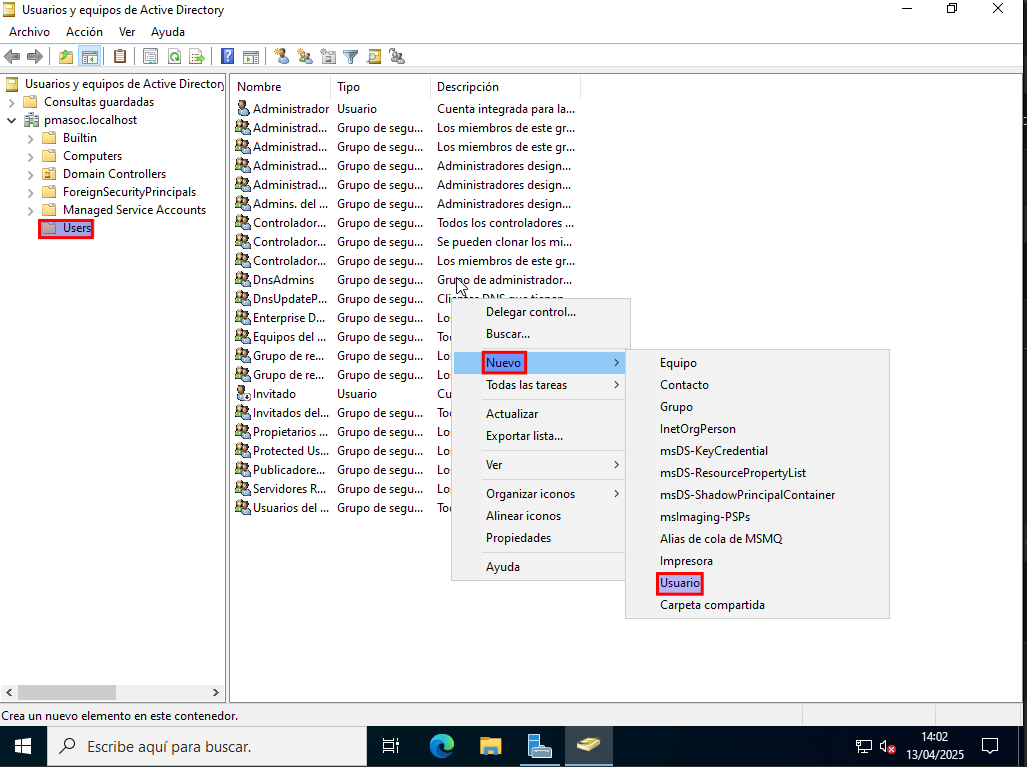 Usuarios y equipos de Active Directory
Archivo Acción Ver Ayuda
Usuarios y equipos de Active Directory
Consultas guardadas
pmasoc.localhost
Builtin
Computers
Domain Controllers
ForeignSecurityPrincipals
Managed Service Accounts
Users
Nombre Tipo Descripción
Administrador Usuario Cuenta integrada para la...
Administrad... Grupo de segu... Los miembros de este gr...
Administrad... Grupo de segu... Los miembros de este gr...
Administrad... Grupo de segu... Administradores design...
Administrad... Grupo de segu... Administradores design...
Admins. del ... Grupo de segu... Administradores design...
Controlador... Grupo de segu... Todos los controladores ...
Controlador... Grupo de segu... Se pueden clonar los mi...
Controlador... Grupo de segu... Los miembros de este gr...
DnsAdmins Grupo de segu... Grupo de administrador...
DnsUpdateP... Grupo de segu... Clientes DNS que tienen
Enterprise D... Grupo de segu... Los
Equipos del ... Grupo de segu... To
Grupo de re... Grupo de segu... Lo
Grupo de re... Grupo de segu... Lo
Invitado Usuario Cu
Invitados del... Grupo de segu... To
Propietarios ... Grupo de segu... Lo
Protected Us... Grupo de segu... Lo
Publicadore... Grupo de segu... Lo
Servidores R... Grupo de segu... Lo
Usuarios del ... Grupo de segu... To
Delegar control...
Buscar...
Nuevo
Todas las tareas
Actualizar
Exportar lista...
Ver
Organizar iconos
Alinear iconos
Propiedades
Ayuda
Equipo
Contacto
Grupo
InetOrgPerson
msDS-KeyCredential
msDS-ResourcePropertyList
msDS-ShadowPrincipalContainer
msImaging-PSPs
Alias de cola de MSMQ
Impresora
Usuario
Carpeta compartida
Crea un nuevo elemento en este contenedor.
Escribe aquí para buscar.
14:02
13/04/2025